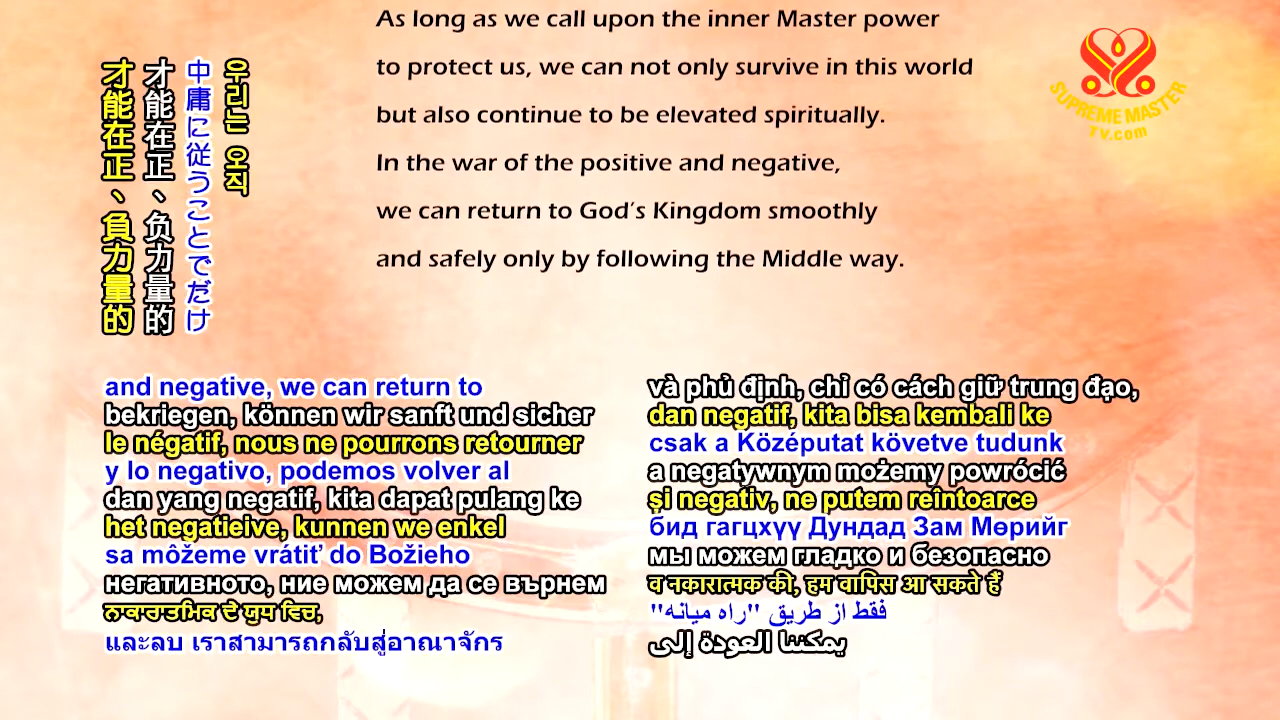 As long as we call upon the inner Master power
to protect us, we can not only survive in this world
but also continue to be elevated spiritually.
In the war of the positive and negative,
we can return to God's Kingdom smoothly
and safely only by following the Middle way.
SUPREME MASTER
TV.com
우리는 오직
中庸に従うことでだけ
才能在正、负力量的
才能在正、負力量的
and negative, we can return to
bekriegen, können wir sanft und sicher
le négatif, nous ne pourrons retourner
y lo negativo, podemos volver al
dan yang negatif, kita dapat pulang ke
het negatieive, kunnen we enkel
sa môžeme vrátiť do Božieho
негативното, ние можем да се върнем
ਨਾਕਾਰਾਤਮਿਕ ਦੇ ਯੁਧ ਵਿਚ,
และลบ เราสามารถกลับสู่อาณาจักร
và phủ định, chỉ có cách giữ trung đạo,
dan negatif, kita bisa kembali ke
csak a Középutat követve tudunk
a negatywnym możemy powrócić
și negativ, ne putem reîntoarce
бид гагцхүү Дундад Зам Мөрийг
мы можем гладко и безопасно
व नकारात्मक की, हम वापिस आ सकते हैं
فقط از طریق "راه میانه"
يمكننا العودة إلى